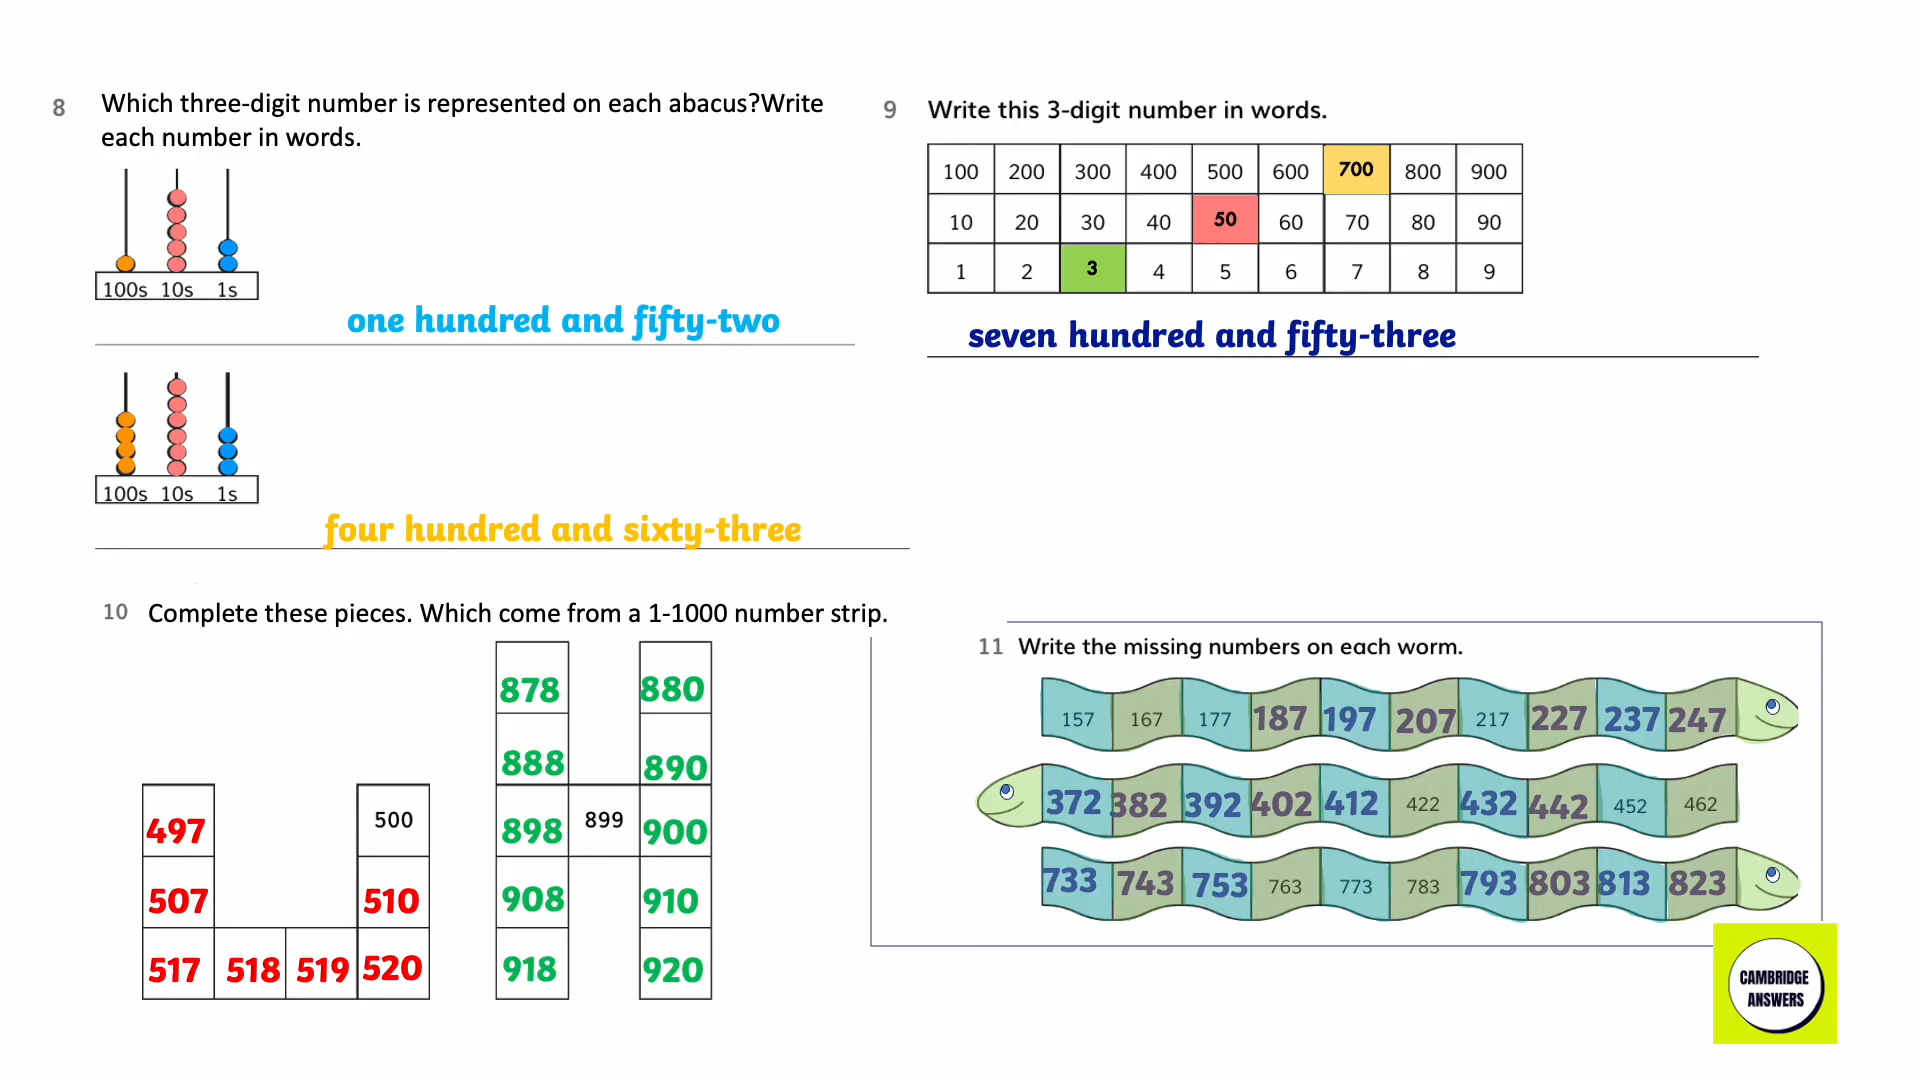 8 Which three-digit number is represented on each abacus?Write
each number in words.
100s 10s 1s
one hundred and fifty-two
100s 10s 1s
four hundred and sixty-three
9 Write this 3-digit number in words.
100 200 300 400 500 600 700 800 900
10 20 30 40 50 60 70 80 90
1 2 3 4 5 6 7 8 9
seven hundred and fifty-three
10 Complete these pieces. Which come from a 1-1000 number strip.
497 500
507 510
517 518 519 520
878 880
888 890
898 899 900
908 910
918 920
11 Write the missing numbers on each worm.
157 167 177 187 197 207 217 227 237 247
372 382 392 402 412 422 432 442 452 462
733 743 753 763 773 783 793 803 813 823
CAMBRIDGE
ANSWERS